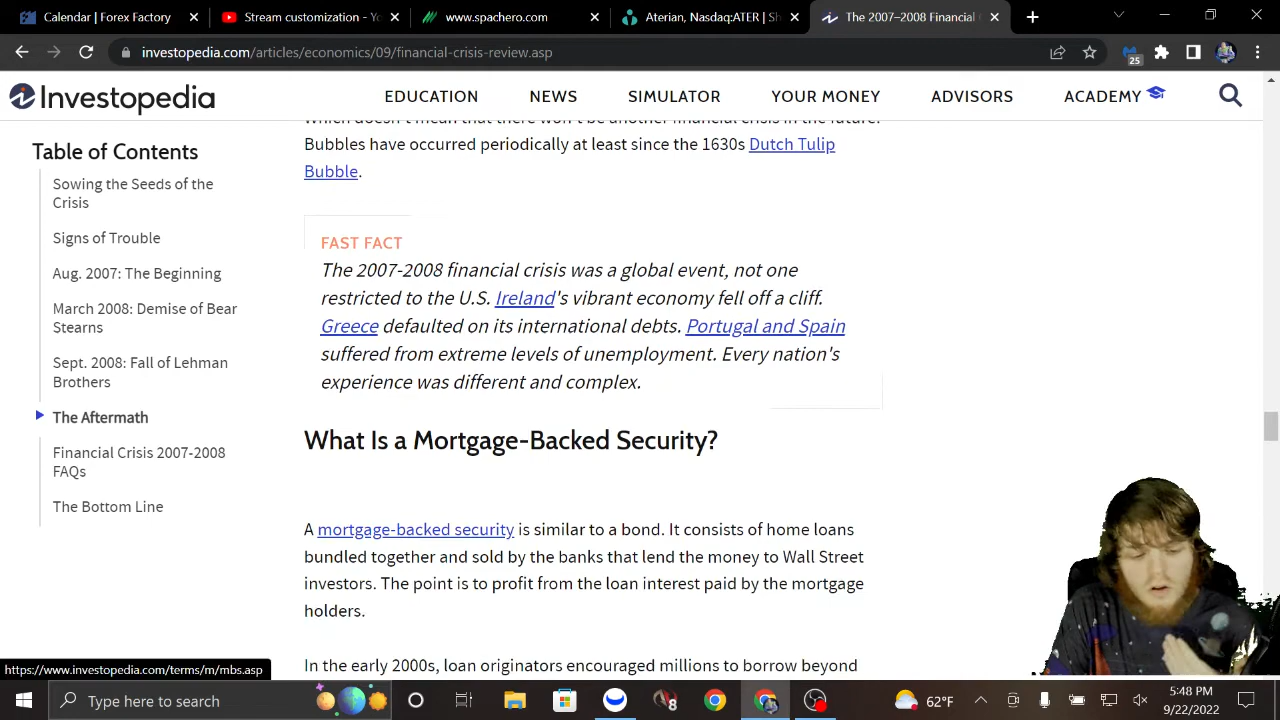 Calendar | Forex Factory
Stream customization - Yo
www.spachero.com
Aterian, Nasdaq:ATER | Sh
The 2007–2008 Financial
investopedia.com/articles/economics/09/financial-crisis-review.asp
25
Investopedia
EDUCATION
NEWS
SIMULATOR
YOUR MONEY
ADVISORS
ACADEMY
Table of Contents
Sowing the Seeds of the
Crisis
Signs of Trouble
Aug. 2007: The Beginning
March 2008: Demise of Bear
Stearns
Sept. 2008: Fall of Lehman
Brothers
The Aftermath
Financial Crisis 2007-2008
FAQs
The Bottom Line
which doesn't mean that there won't be another financial crisis in the future.
Bubbles have occurred periodically at least since the 1630s Dutch Tulip
Bubble.
FAST FACT
The 2007-2008 financial crisis was a global event, not one
restricted to the U.S. Ireland's vibrant economy fell off a cliff.
Greece defaulted on its international debts. Portugal and Spain
suffered from extreme levels of unemployment. Every nation's
experience was different and complex.
What Is a Mortgage-Backed Security?
A mortgage-backed security is similar to a bond. It consists of home loans
bundled together and sold by the banks that lend the money to Wall Street
investors. The point is to profit from the loan interest paid by the mortgage
holders.
In the early 2000s, loan originators encouraged millions to borrow beyond
https://www.investopedia.com/terms/m/mbs.asp
Type here to search
8
62°F
5:48 PM
9/22/2022